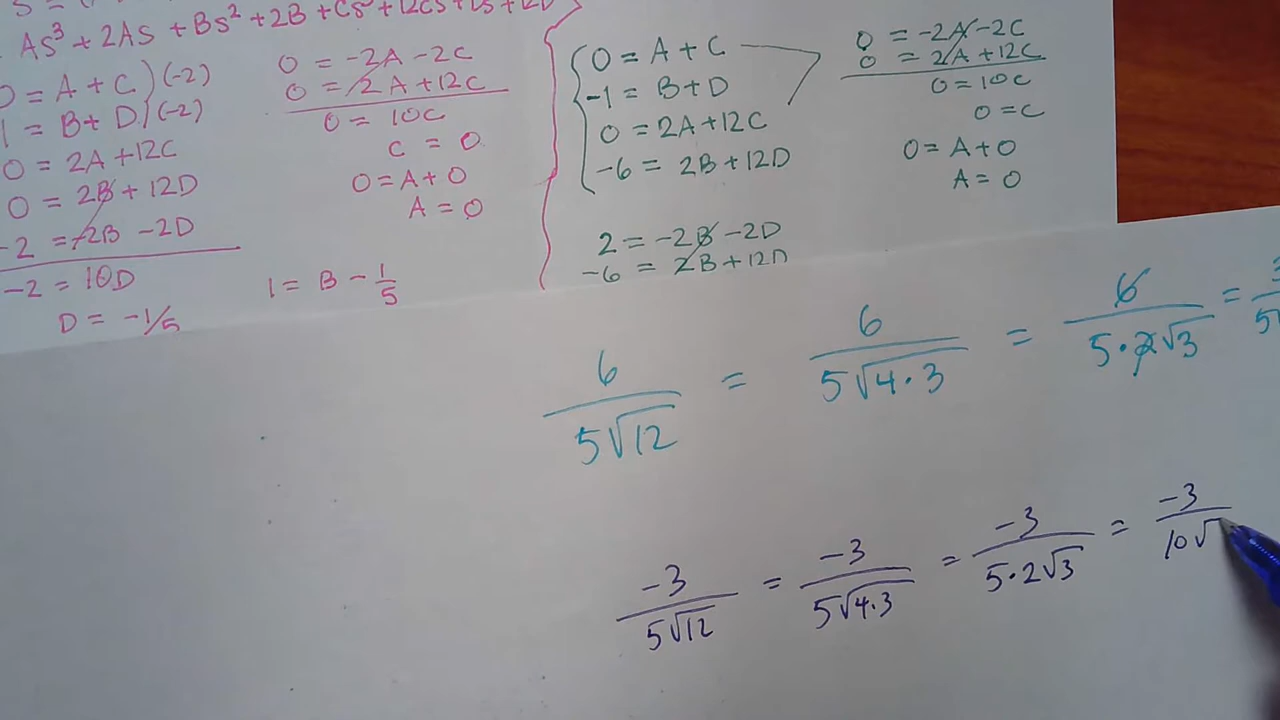 As³ + 2As + Bs² + 2B + Cs³ + 12Cs +
0 = A + C ) (-2)
1 = B + D ) (-2)
0 = 2A + 12C
0 = 2B + 12D
-2 = -2B - 2D
-2 = 10D
D = -1/5
0 = -2A - 2C
0 = 2A + 12C
0 = 10C
C = 0
0 = A + 0
A = 0
1 = B - 1/5
0 = A + C
-1 = B + D
0 = 2A + 12C
-6 = 2B + 12D
2 = -2B - 2D
-6 = 2B + 12D
0 = -2A - 2C
0 = 2A + 12C
0 = 10C
0 = C
0 = A + 0
A = 0
6/(5√12) = 6/(5√4·3) = 6/(5·2√3) =
-3/(5√12) = -3/(5√4·3) = -3/(5·2√3) = -3/(10√